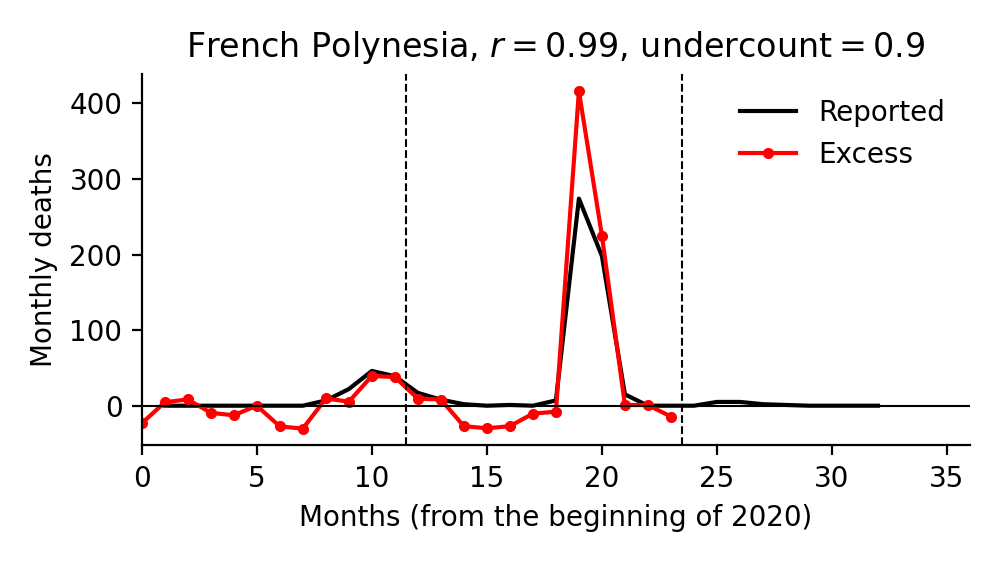 French Polynesia, r = 0.99, undercount = 0.9
Monthly deaths
400
300
200
100
0
Reported
Excess
0 5 10 15 20 25 30 35
Months (from the beginning of 2020)